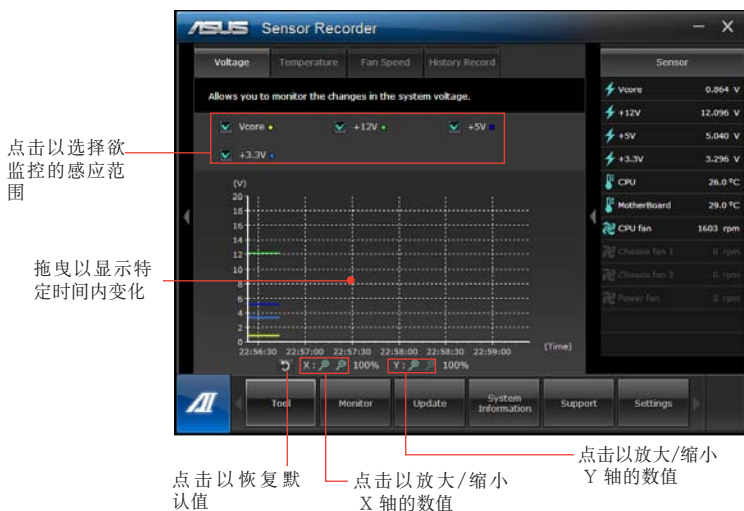 ASUS Sensor Recorder
Voltage Temperature Fan Speed History Record
Allows you to monitor the changes in the system voltage.
Vcore +12V +5V
+3.3V
(V)
20
18
16
14
12
10
8
6
4
2
0
22:56:30 22:57:00 22:57:30 22:58:00 22:58:30 22:59:00
(Time)
X : 100% Y : 100%
Sensor
Vcore 0.864 V
+12V 12.096 V
+5V 5.040 V
+3.3V 3.296 V
CPU 26.0 ºC
MotherBoard 29.0 ºC
CPU fan 1603 rpm
Chassis fan 1 0 rpm
Chassis fan 2 0 rpm
Power fan 0 rpm
Tool Monitor Update System Information Support Settings
点击以选择欲
监控的感应范
围
拖曳以显示特
定时间内变化
点击以恢复默
认值
点击以放大/缩小
X 轴的数值
点击以放大/缩小
Y 轴的数值